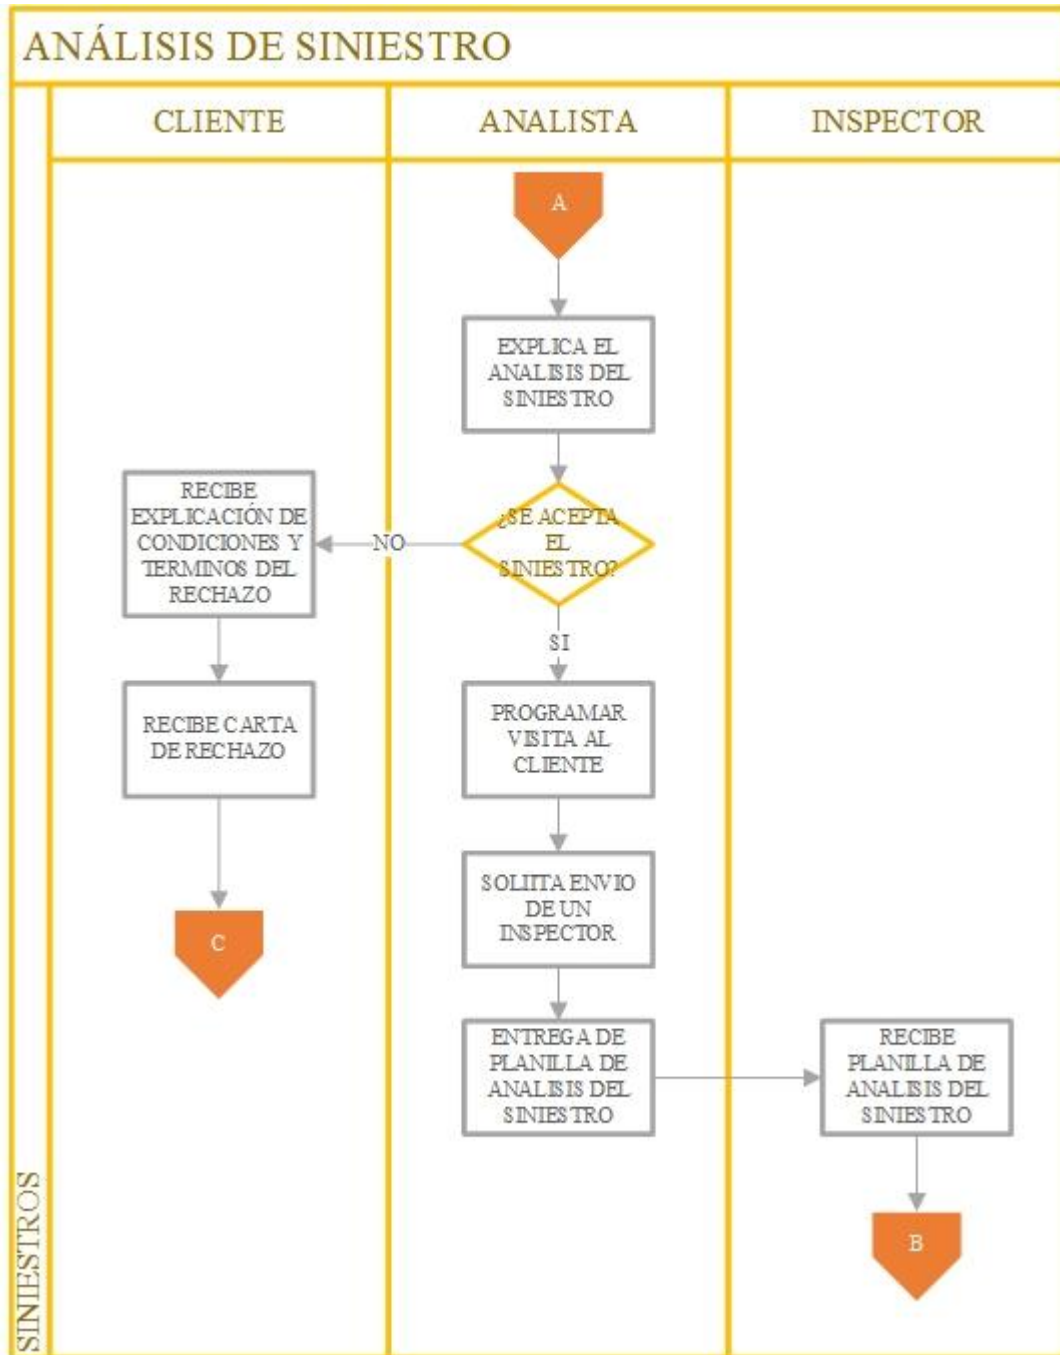 ANÁLISIS DE SINIESTRO
CLIENTE
ANALISTA
INSPECTOR
A
EXPLICA EL
ANALISIS DEL
SINIESTRO
¿SE ACEPTA
EL
SINIESTRO?
NO
RECIBE
EXPLICACIÓN DE
CONDICIONES Y
TERMINOS DEL
RECHAZO
SI
RECIBE CARTA
DE RECHAZO
PROGRAMAR
VISITA AL
CLIENTE
SOLIITA ENVIO
DE UN
INSPECTOR
C
ENTREGA DE
PLANILLA DE
ANALISIS DEL
SINIESTRO
RECIBE
PLANILLA DE
ANALISIS DEL
SINIESTRO
B
SINIESTROS